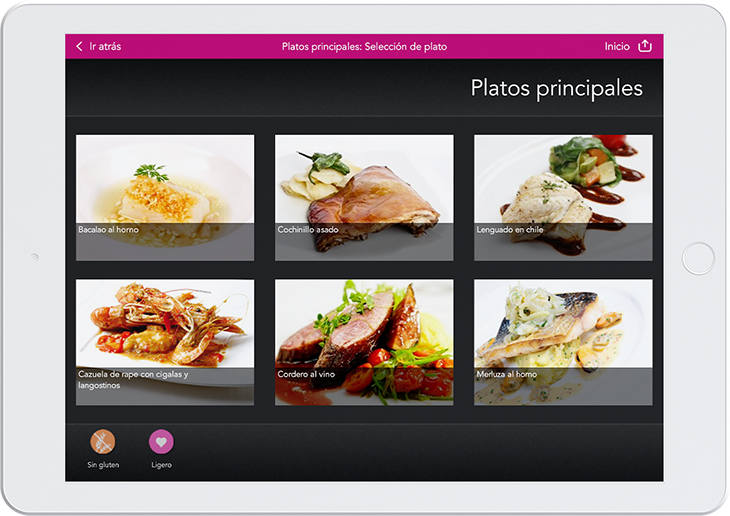 Ir atrás
Platos principales: Selección de plato
Inicio
Platos principales
Bacalao al horno
Cochinillo asado
Lenguado en chile
Cazuela de rape con cigalas y
langostinos
Cordero al vino
Merluza al horno
Sin gluten
Ligero